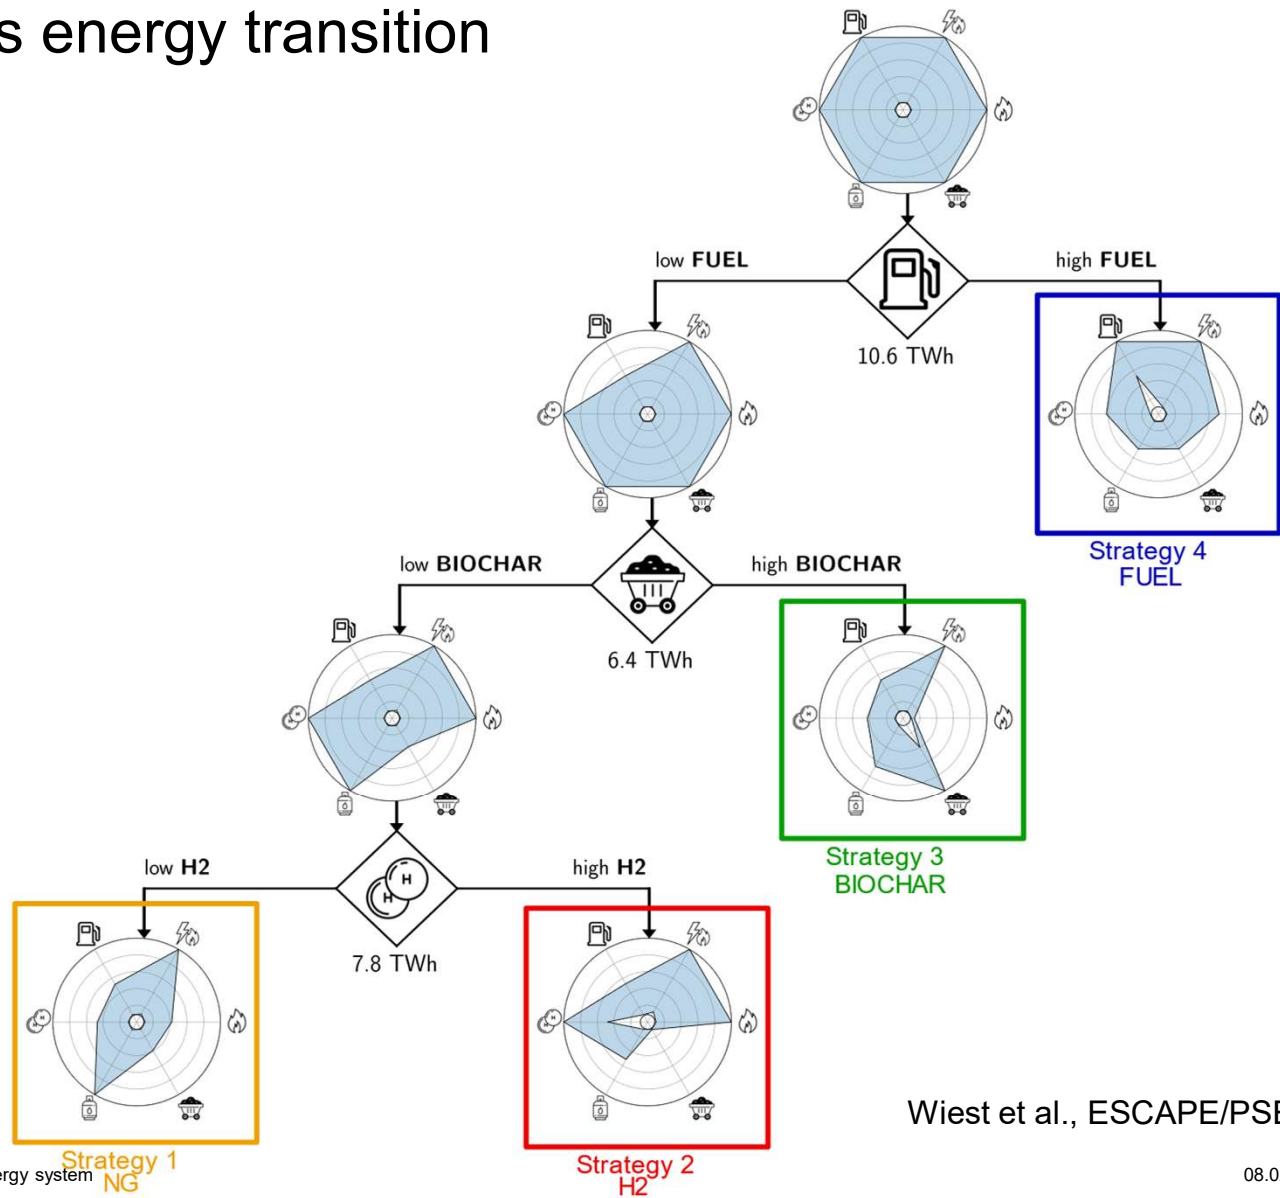 s energy transition
low FUEL
high FUEL
10.6 TWh
Strategy 4
FUEL
low BIOCHAR
high BIOCHAR
6.4 TWh
Strategy 3
BIOCHAR
low H2
high H2
H
H
7.8 TWh
Strategy 1
NG
Strategy 2
H2
Wiest et al., ESCAPE/PSE
ergy system
08.0